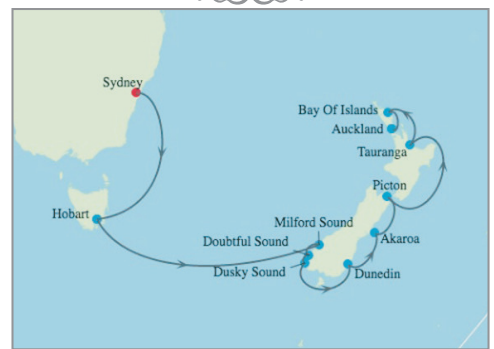 Sydney
Bay Of Islands
Auckland
Tauranga
Picton
Hobart
Milford Sound
Doubtful Sound
Akaroa
Dusky Sound
Dunedin